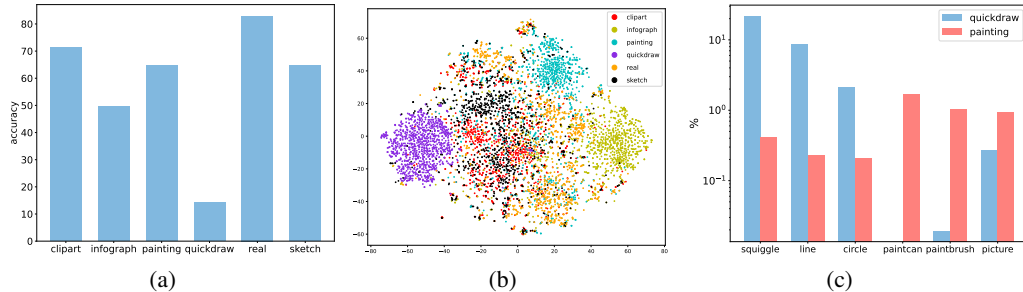 accuracy
80
70
60
50
40
30
20
10
0
clipart infograph painting quickdraw real sketch
(a)
clipart
infograph
painting
quickdraw
real
sketch
60
40
20
0
−20
−40
−60
−80 −60 −40 −20 0 20 40 60 80
(b)
quickdraw
painting
%
10¹
10⁰
10⁻¹
squiggle line circle paintcan paintbrush picture
(c)